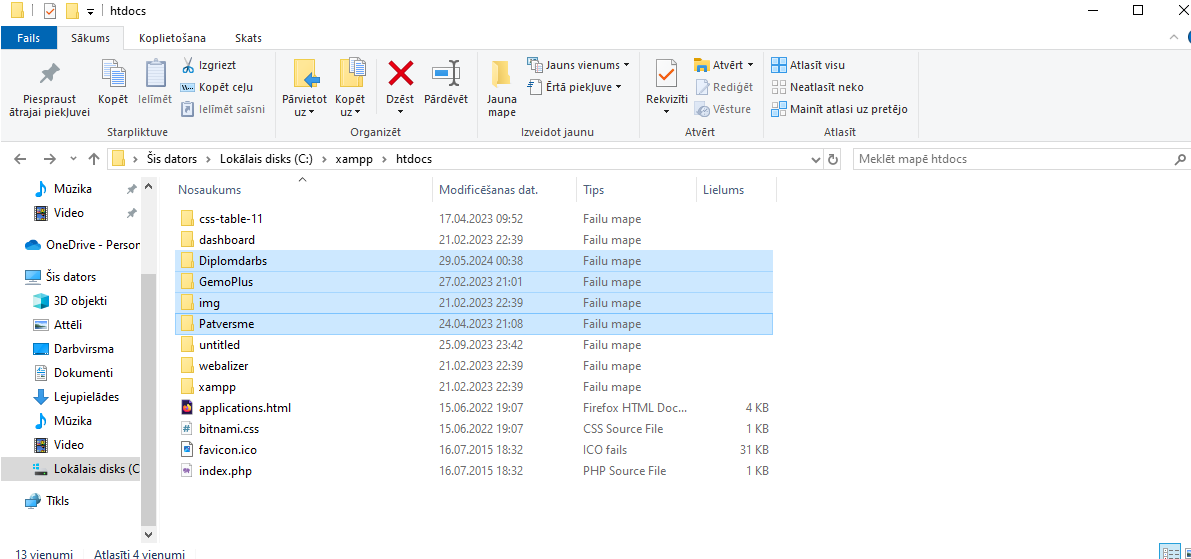 htdocs
Fails Sākums Koplietošana Skats
Piespraust ātrajai piekļuvei
Kopēt
Ielīmēt
Izgriezt
Kopēt ceļu
Ielīmēt saīsni
Starpliktuve
Pārvietot uz
Kopēt uz
Dzēst
Pārdēvēt
Organizēt
Jauna mape
Jauns vienums
Ērtā piekļuve
Izveidot jaunu
Rekvizīti
Atvērt
Rediģēt
Vēsture
Atvērt
Atlasīt visu
Neatlasīt neko
Mainīt atlasi uz pretējo
Atlasīt
Šis dators > Lokālais disks (C:) > xampp > htdocs
Meklēt mapē htdocs
Mūzika
Video
OneDrive - Person
Šis dators
3D objekti
Attēli
Darbvirsma
Dokumenti
Lejupielādes
Mūzika
Video
Lokālais disks (C
Tīkls
Nosaukums Modificēšanas dat. Tips Lielums
css-table-11 17.04.2023 09:52 Failu mape
dashboard 21.02.2023 22:39 Failu mape
Diplomdarbs 29.05.2024 00:38 Failu mape
GemoPlus 27.02.2023 21:01 Failu mape
img 21.02.2023 22:39 Failu mape
Patversme 24.04.2023 21:08 Failu mape
untitled 25.09.2023 23:42 Failu mape
webalizer 21.02.2023 22:39 Failu mape
xampp 21.02.2023 22:39 Failu mape
applications.html 15.06.2022 19:07 Firefox HTML Doc... 4 KB
bitnami.css 15.06.2022 19:07 CSS Source File 1 KB
favicon.ico 16.07.2015 18:32 ICO fails 31 KB
index.php 16.07.2015 18:32 PHP Source File 1 KB
13 vienumi Atlasīti 4 vienumi